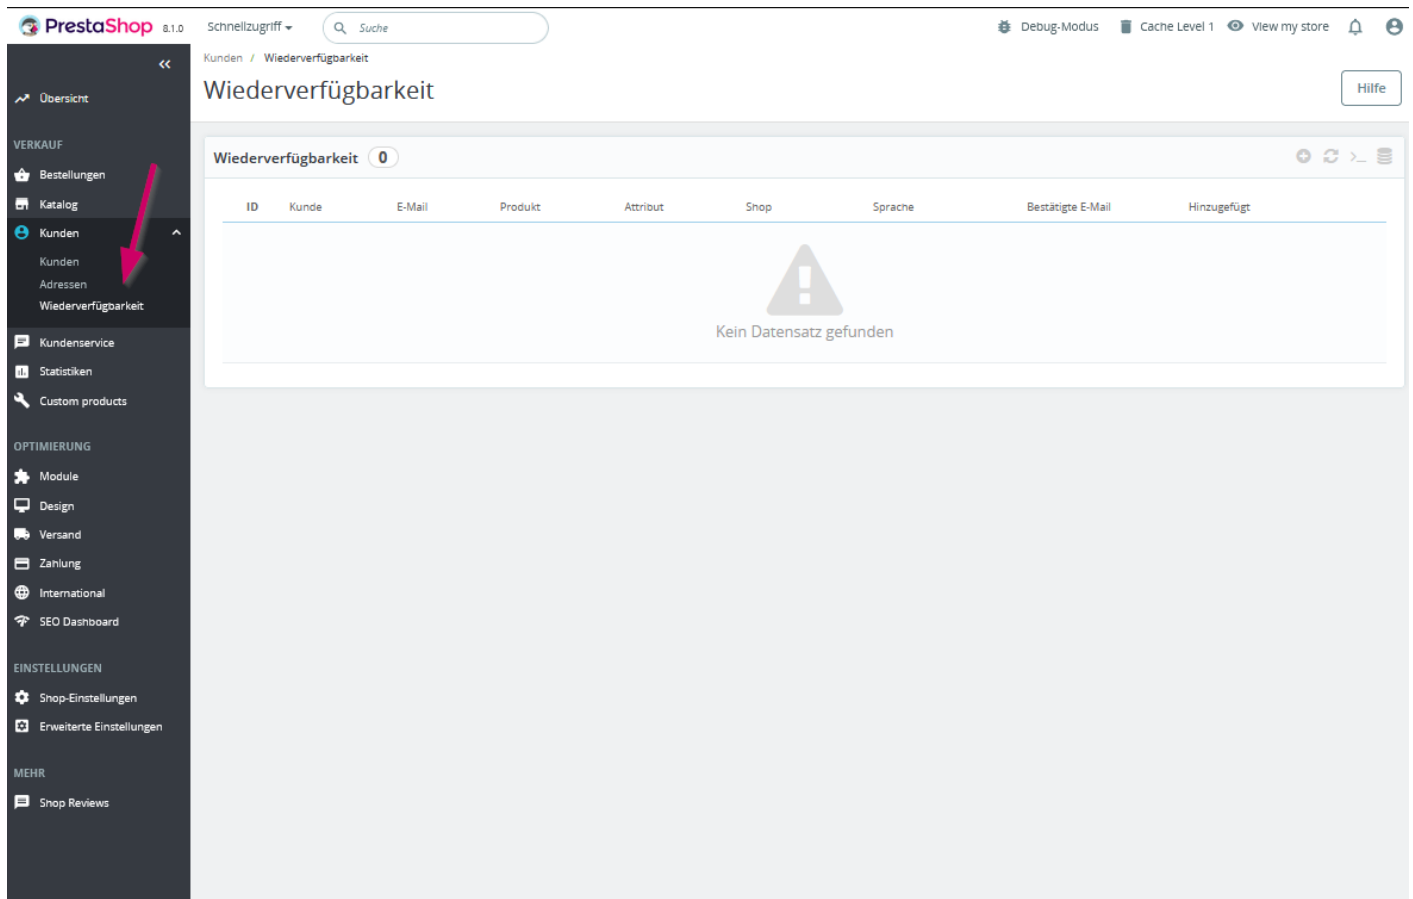 PrestaShop 8.1.0 Schnellzugriff Suche Debug-Modus Cache Level 1 View my store
Kunden / Wiederverfügbarkeit
Wiederverfügbarkeit Hilfe
Übersicht
VERKAUF
Bestellungen
Katalog
Kunden
Kunden
Adressen
Wiederverfügbarkeit
Kundenservice
Statistiken
Custom products
OPTIMIERUNG
Module
Design
Versand
Zahlung
International
SEO Dashboard
EINSTELLUNGEN
Shop-Einstellungen
Erweiterte Einstellungen
MEHR
Shop Reviews
Wiederverfügbarkeit 0
ID Kunde E-Mail Produkt Attribut Shop Sprache Bestätigte E-Mail Hinzugefügt
Kein Datensatz gefunden